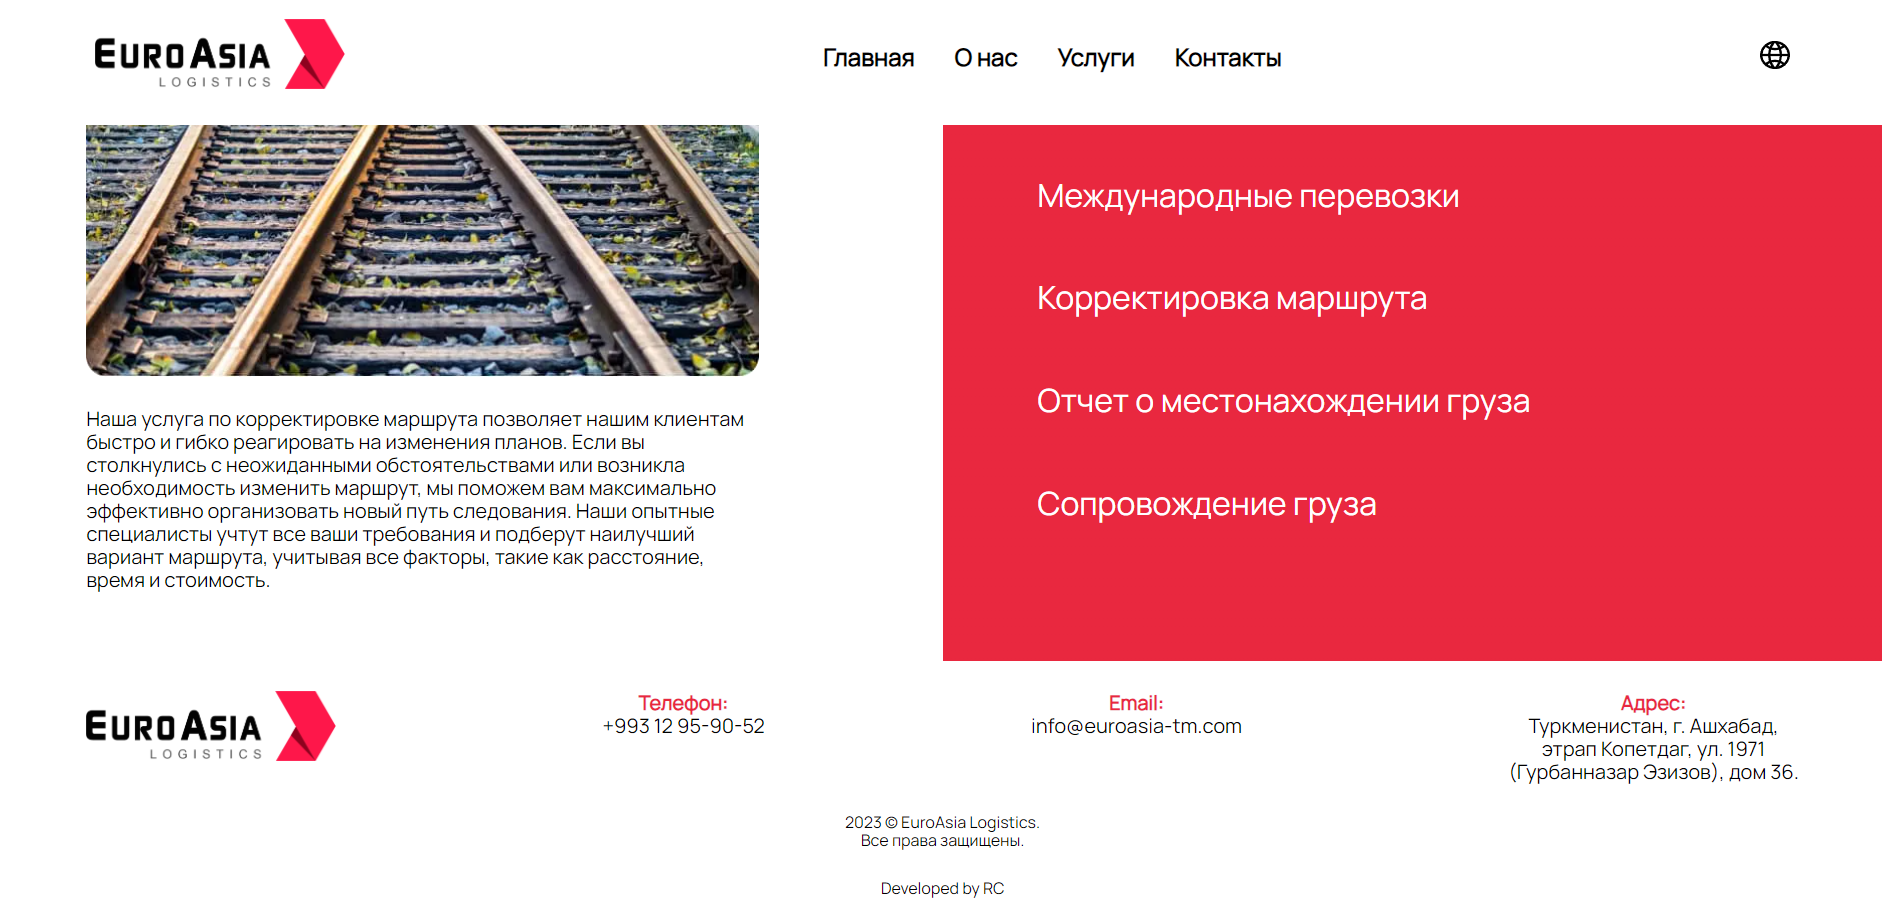 EuroAsia
LOGISTICS
Главная
О нас
Услуги
Контакты
Международные перевозки
Корректировка маршрута
Отчет о местонахождении груза
Сопровождение груза
Наша услуга по корректировке маршрута позволяет нашим клиентам
быстро и гибко реагировать на изменения планов. Если вы
столкнулись с неожиданными обстоятельствами или возникла
необходимость изменить маршрут, мы поможем вам максимально
эффективно организовать новый путь следования. Наши опытные
специалисты учтут все ваши требования и подберут наилучший
вариант маршрута, учитывая все факторы, такие как расстояние,
время и стоимость.
EuroAsia
LOGISTICS
Телефон:
+993 12 95-90-52
Email:
info@euroasia-tm.com
Адрес:
Туркменистан, г. Ашхабад,
этрап Копетдаг, ул. 1971
(Гурбанназар Эзизов), дом 36.
2023 © EuroAsia Logistics.
Все права защищены.
Developed by RC